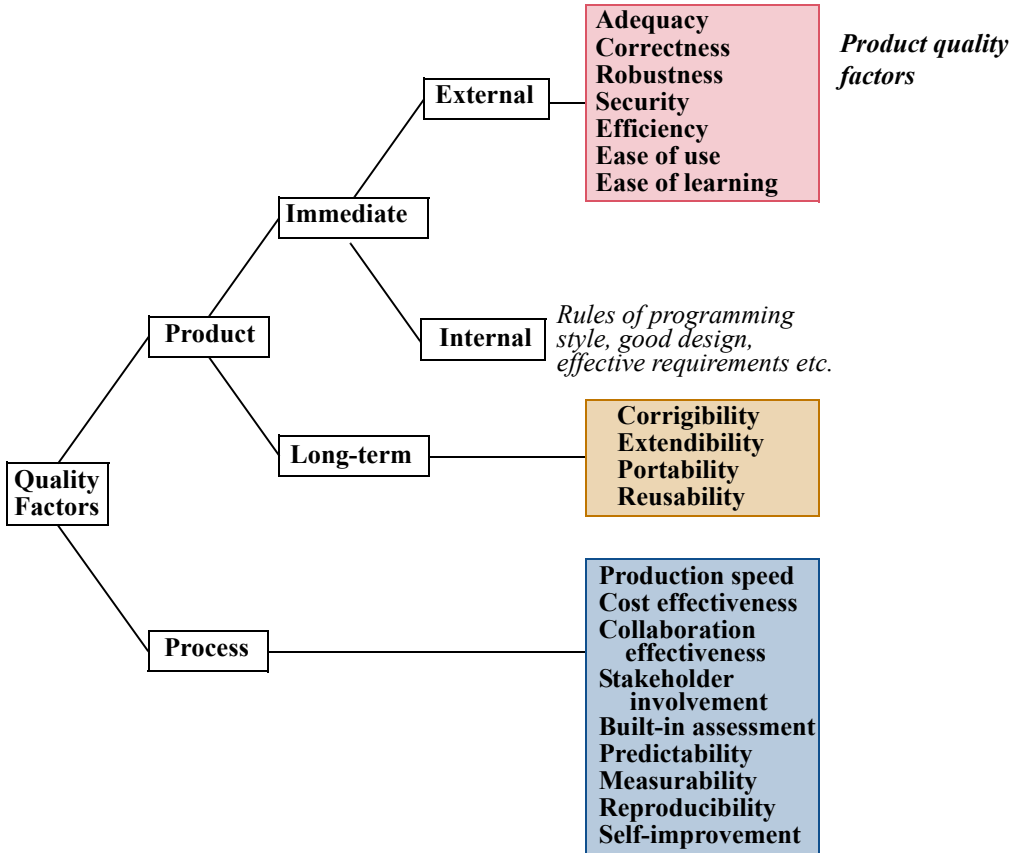 Adequacy
Correctness
Robustness
Security
Efficiency
Ease of use
Ease of learning
Product quality
factors
External
Immediate
Internal
Rules of programming
style, good design,
effective requirements etc.
Product
Long-term
Corrigibility
Extendibility
Portability
Reusability
Quality
Factors
Process
Production speed
Cost effectiveness
Collaboration
effectiveness
Stakeholder
involvement
Built-in assessment
Predictability
Measurability
Reproducibility
Self-improvement